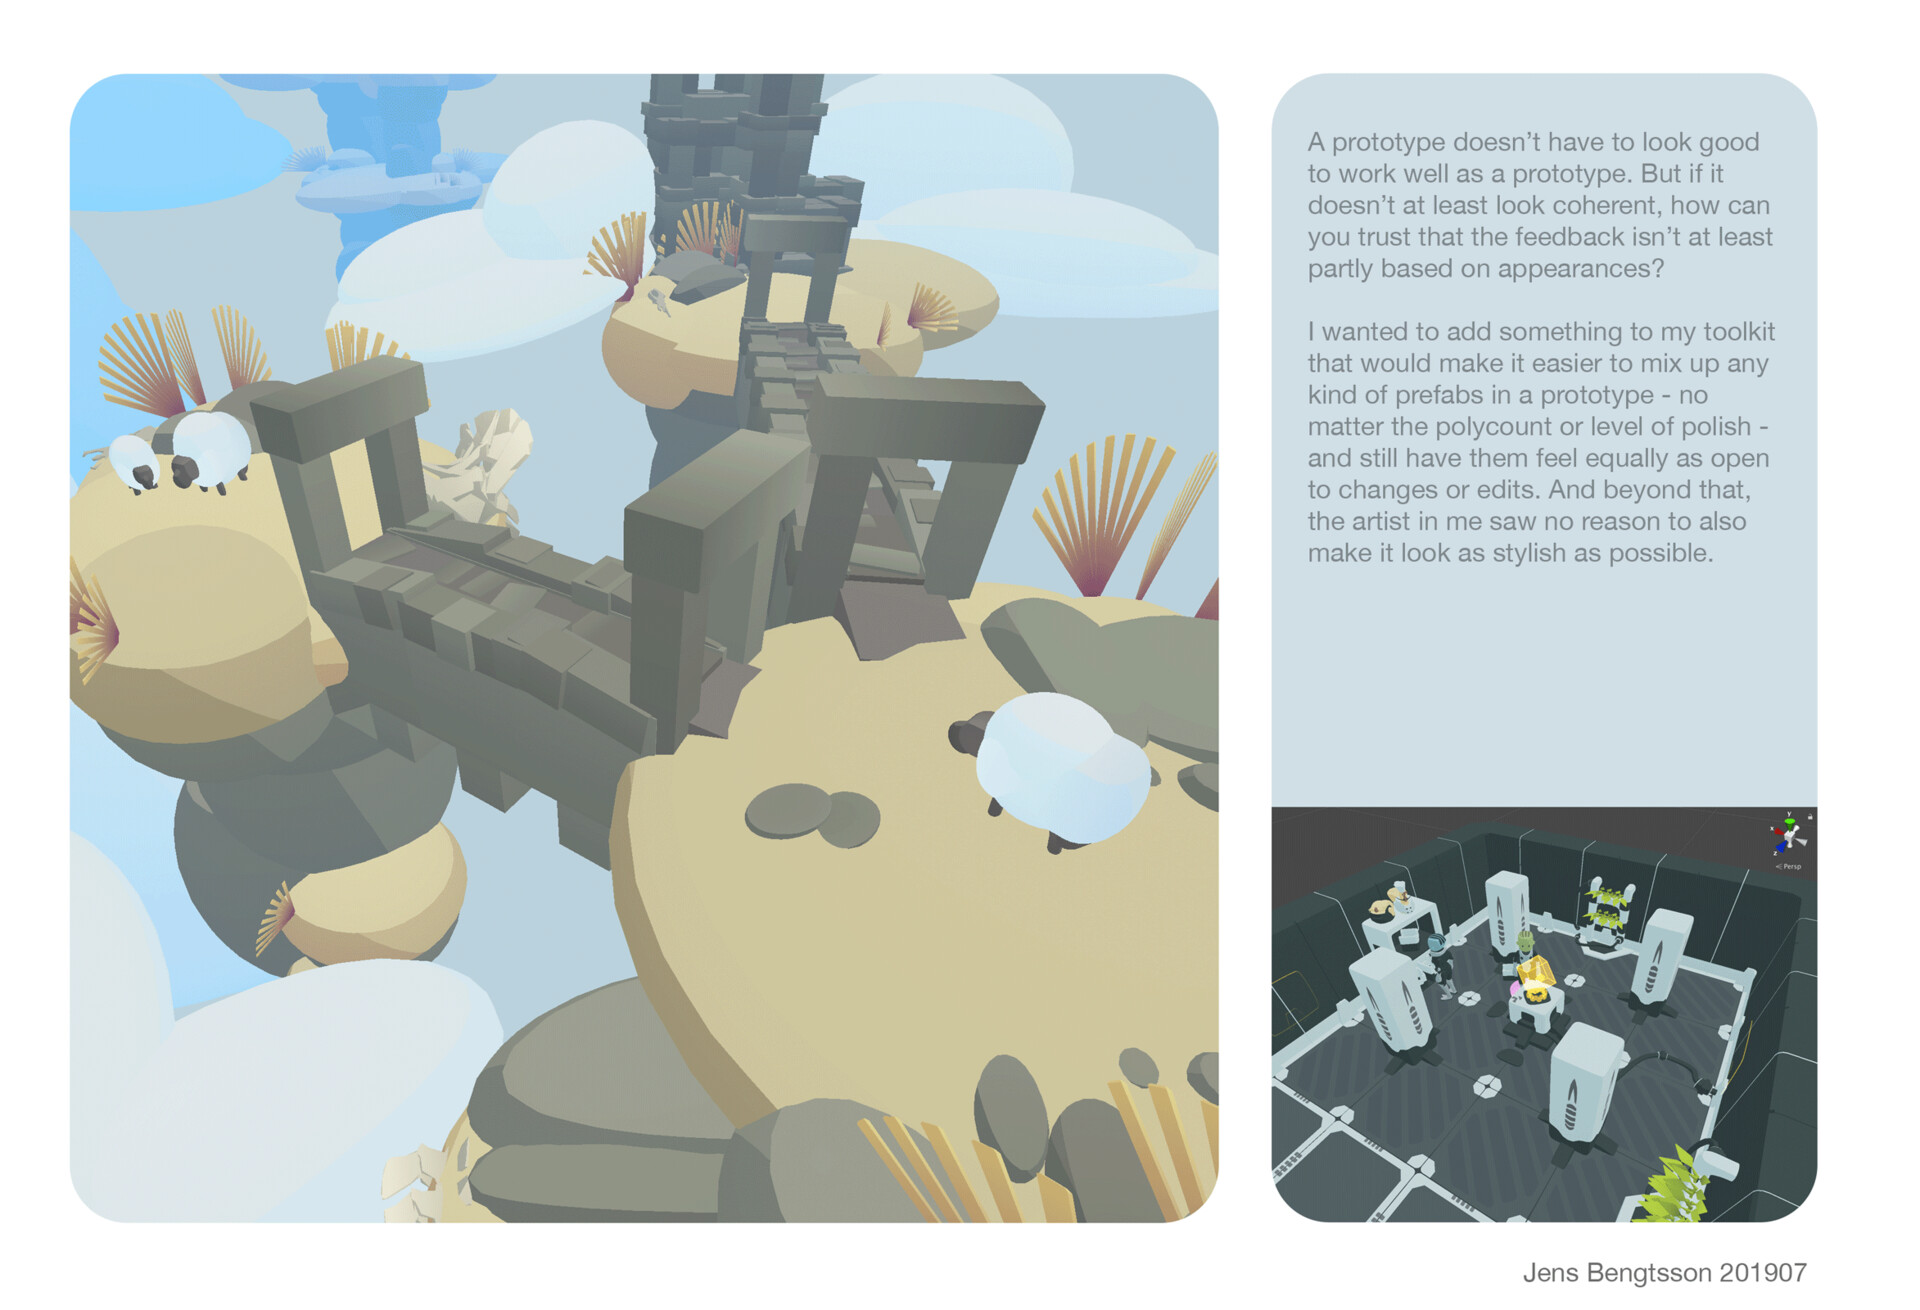 A prototype doesn’t have to look good
to work well as a prototype. But if it
doesn’t at least look coherent, how can
you trust that the feedback isn’t at least
partly based on appearances?
I wanted to add something to my toolkit
that would make it easier to mix up any
kind of prefabs in a prototype - no
matter the polycount or level of polish -
and still have them feel equally as open
to changes or edits. And beyond that,
the artist in me saw no reason to also
make it look as stylish as possible.
y
x
z
< Persp
Jens Bengtsson 201907